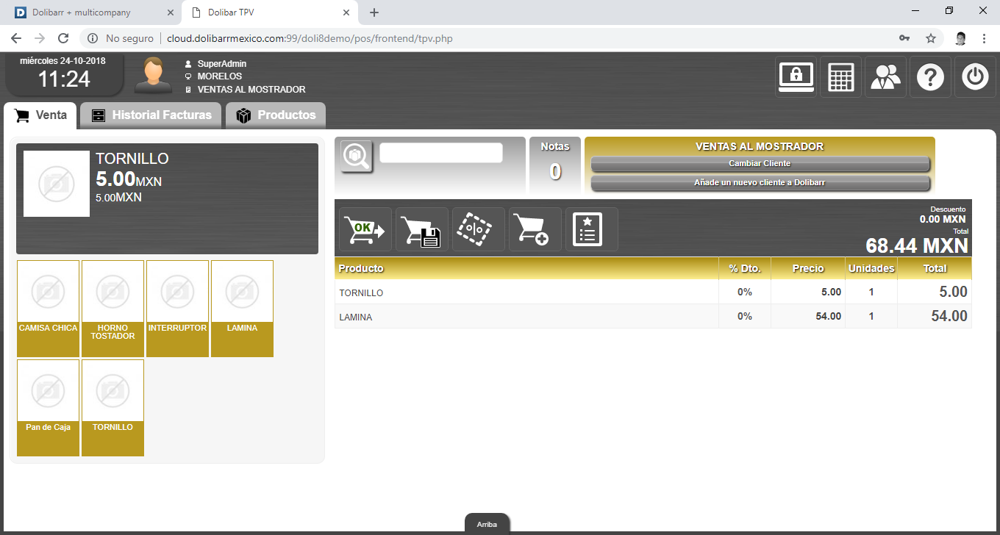 Dolibarr + multicompany
Dolibar TPV
No seguro
cloud.dolibarrmexico.com:99/doli8demo/pos/frontend/tpv.php
miércoles 24-10-2018
11:24
SuperAdmin
MORELOS
VENTAS AL MOSTRADOR
?
Venta
Historial Facturas
Productos
TORNILLO
5.00MXN
5.00MXN
CAMISA CHICA
HORNO
TOSTADOR
INTERRUPTOR
LAMINA
Pan de Caja
TORNILLO
Notas
0
VENTAS AL MOSTRADOR
Cambiar Cliente
Añade un nuevo cliente a Dolibarr
OK
%
Descuento
0.00 MXN
Total
68.44 MXN
Producto % Dto. Precio Unidades Total
TORNILLO 0% 5.00 1 5.00
LAMINA 0% 54.00 1 54.00
Arriba